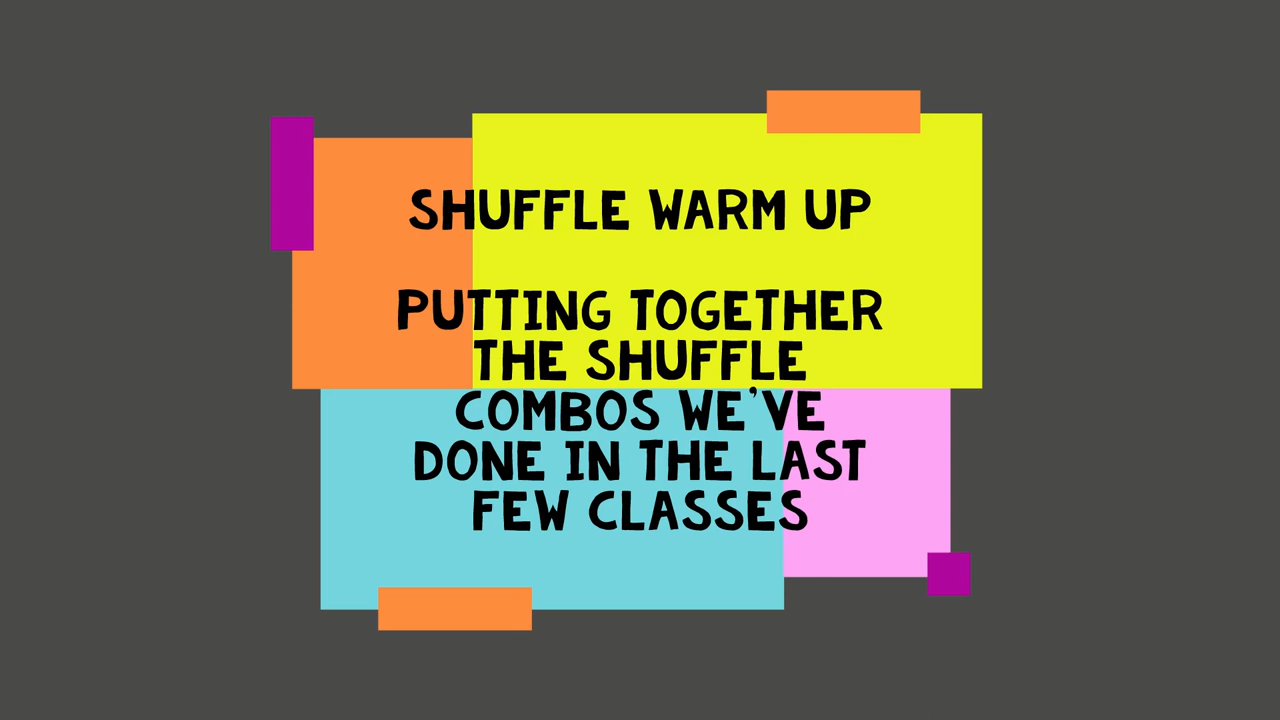 SHUFFLE WARM UP
PUTTING TOGETHER
THE SHUFFLE
COMBOS WE'VE
DONE IN THE LAST
FEW CLASSES